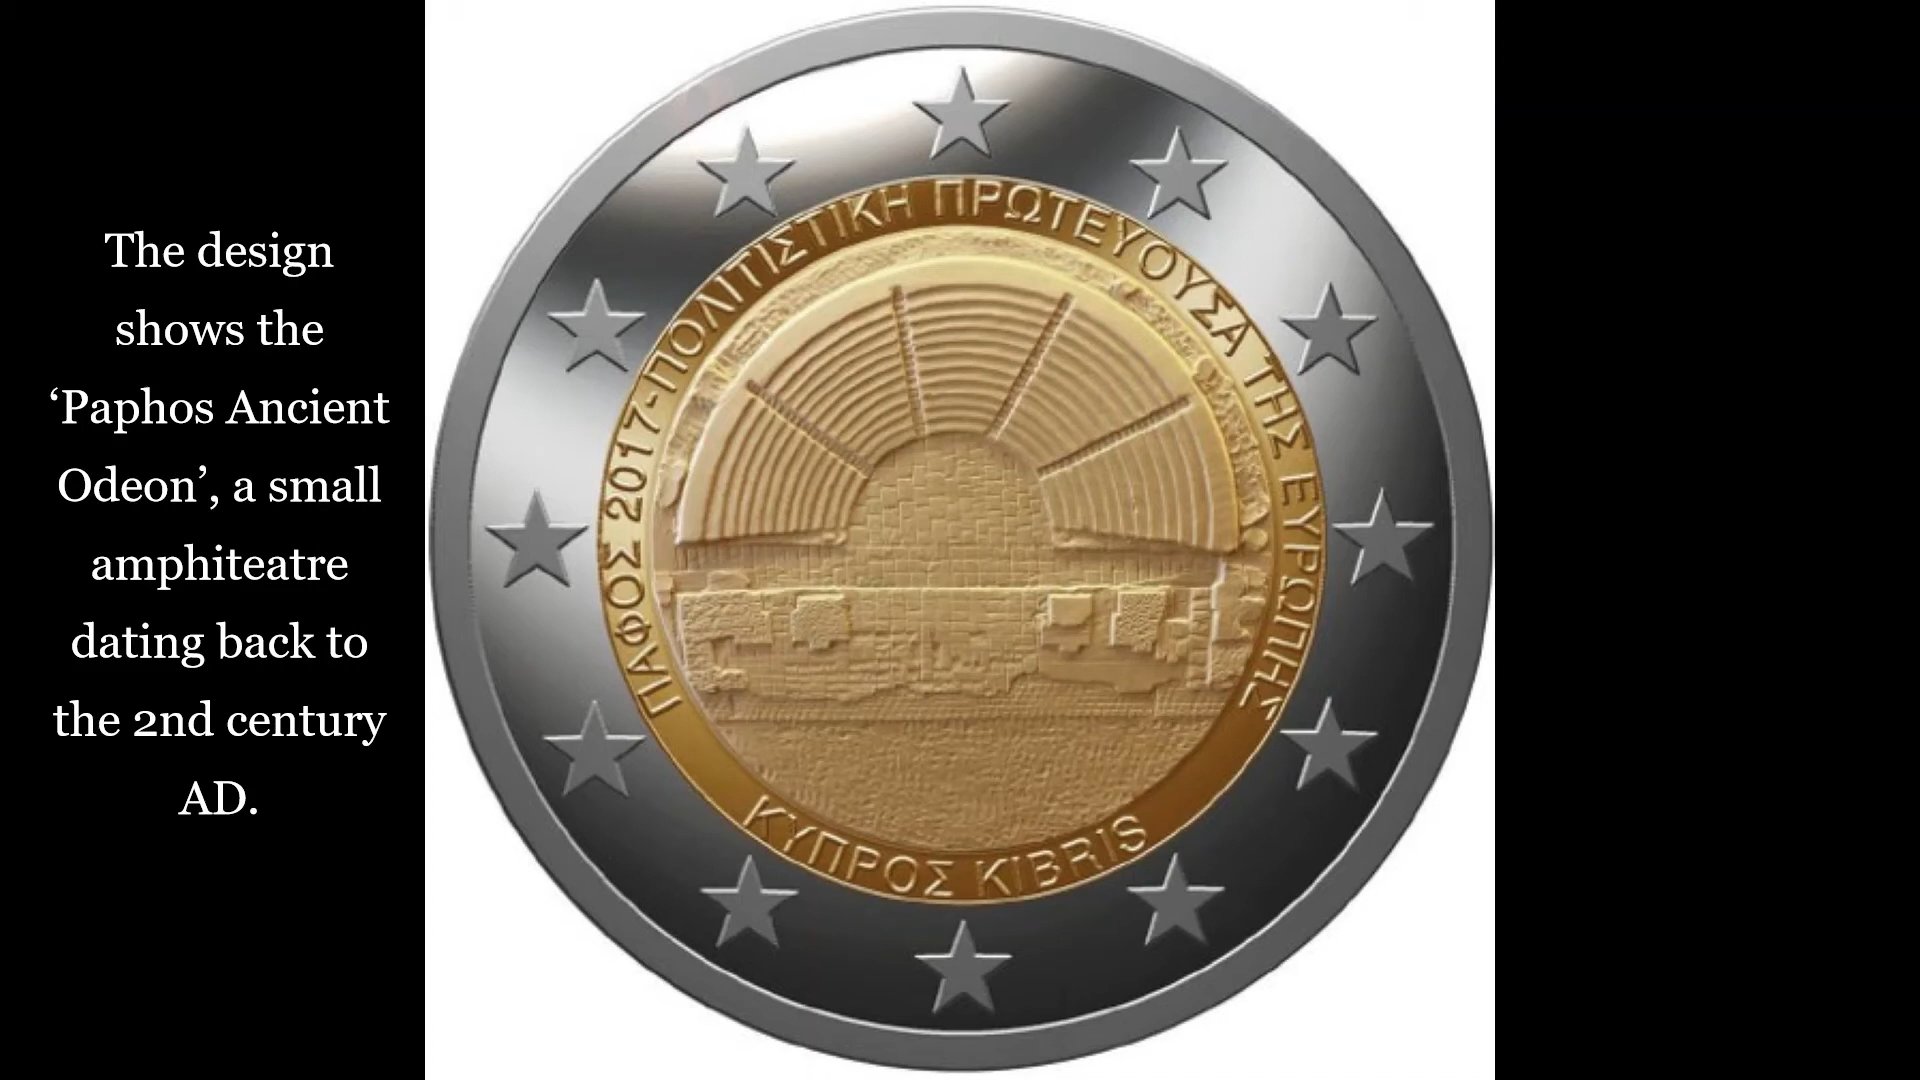 The design
shows the
‘Paphos Ancient
Odeon’, a small
amphiteatre
dating back to
the 2nd century
AD.
ΠΑΦΟΣ 2017-ΠΟΛΙΤΙΣΤΙΚΗ ΠΡΩΤΕΥΟΥΣΑ ΤΗΣ ΕΥΡΩΠΗΣ
ΚΥΠΡΟΣ KIBRIS